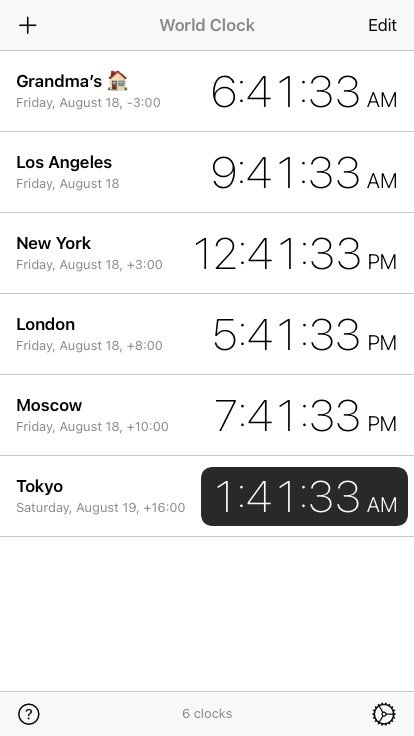 World Clock
Edit
Grandma’s 🏠
6:41:33 AM
Friday, August 18, -3:00
Los Angeles
9:41:33 AM
Friday, August 18
New York
12:41:33 PM
Friday, August 18, +3:00
London
5:41:33 PM
Friday, August 18, +8:00
Moscow
7:41:33 PM
Friday, August 18, +10:00
Tokyo
1:41:33 AM
Saturday, August 19, +16:00
?
6 clocks